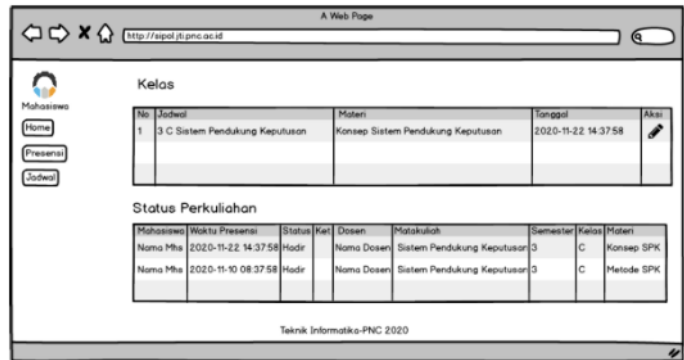 A Web Page
http://sipol.jti.pnc.ac.id
Mahasiswa
Home
Presensi
Jadwal
Kelas
No Jadwal Materi Tanggal Aksi
1 3 C Sistem Pendukung Keputusan Konsep Sistem Pendukung Keputusan 2020-11-22 14:37:58
Status Perkuliahan
Mahasiswa Waktu Presensi Status Ket Dosen Matakuliah Semester Kelas Materi
Nama Mhs 2020-11-22 14:37:58 Hadir Nama Dosen Sistem Pendukung Keputusan 3 C Konsep SPK
Nama Mhs 2020-11-10 08:37:58 Hadir Nama Dosen Sistem Pendukung Keputusan 3 C Metode SPK
Teknik Informatika-PNC 2020